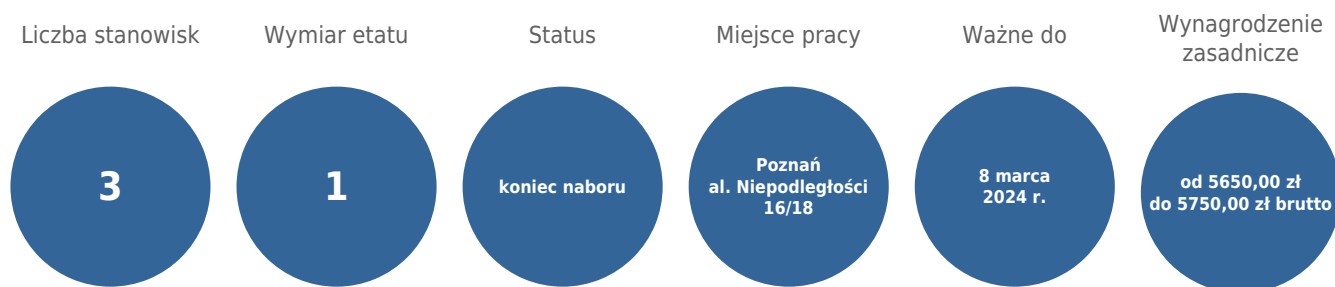 Liczba stanowisk
3
Wymiar etatu
1
Status
koniec naboru
Miejsce pracy
Poznań
al. Niepodległości
16/18
Ważne do
8 marca
2024 r.
Wynagrodzenie
zasadnicze
od 5650,00 zł
do 5750,00 zł brutto